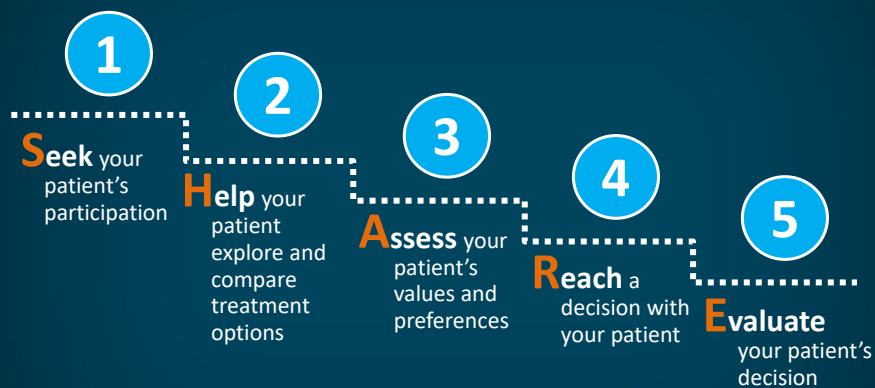 1
Seek your
patient’s
participation
2
Help your
patient
explore and
compare
treatment
options
3
Assess your
patient’s
values and
preferences
4
Reach a
decision with
your patient
5
Evaluate
your patient’s
decision